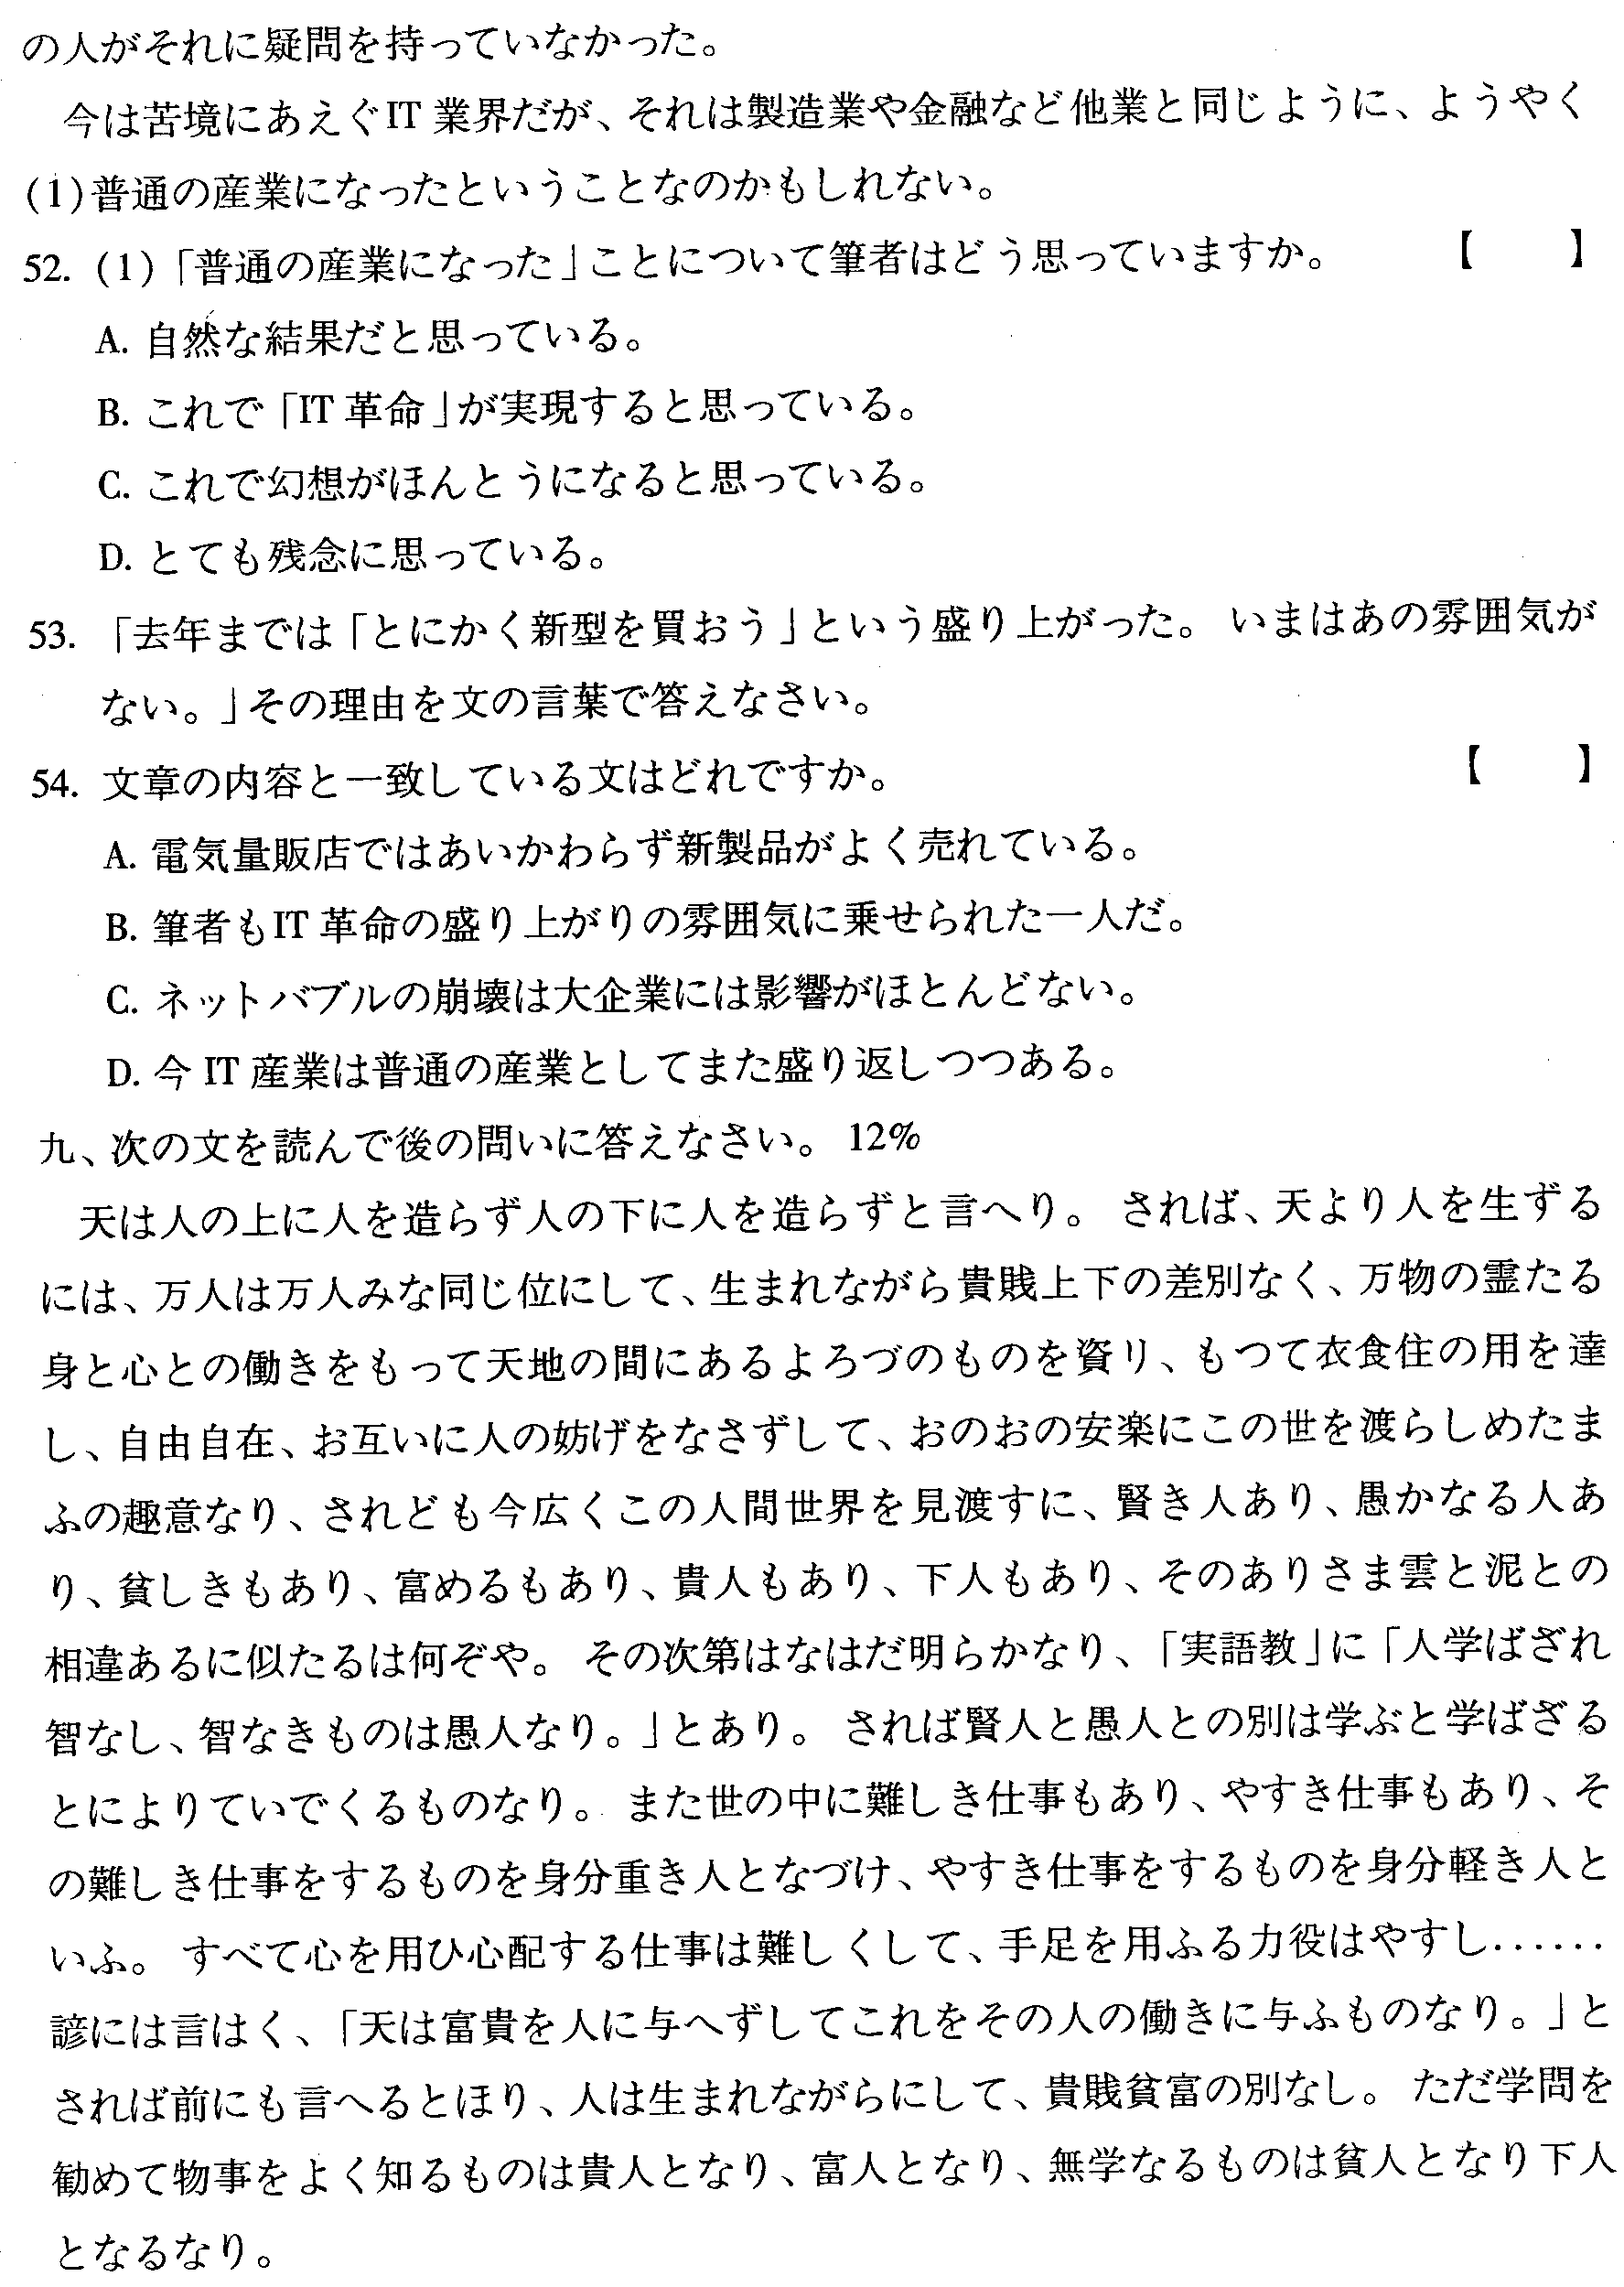 の人がそれに疑問を持っていなかった。
今は苦境にあえぐIT業界だが、それは製造業や金融など他業と同じように、ようやく
(1)普通の産業になったということなのかもしれない。
52. (1)「普通の産業になった」ことについて筆者はどう思っていますか。 【 】
A. 自然な結果だと思っている。
B. これで「IT革命」が実現すると思っている。
C. これで幻想がほんとうになると思っている。
D. とても残念に思っている。
53. 「去年までは「とにかく新型を買おう」という盛り上がった。いまはあの雰囲気が
ない。」その理由を文の言葉で答えなさい。
54. 文章の内容と一致している文はどれですか。 【 】
A. 電気量販店ではあいかわらず新製品がよく売れている。
B. 筆者もIT革命の盛り上がりの雰囲気に乗せられた一人だ。
C. ネットバブルの崩壊は大企業には影響がほとんどない。
D. 今IT産業は普通の産業としてまた盛り返しつつある。
九、次の文を読んで後の問いに答えなさい。12%
天は人の上に人を造らず人の下に人を造らずと言へり。されば、天より人を生ずる
には、万人は万人みな同じ位にして、生まれながら貴賎上下の差別なく、万物の霊たる
身と心との働きをもって天地の間にあるよろづのものを資リ、もつて衣食住の用を達
し、自由自在、お互いに人の妨げをなさずして、おのおの安楽にこの世を渡らしめたま
ふの趣意なり、されども今広くこの人間世界を見渡すに、賢き人あり、愚かなる人あ
り、貧しきもあり、富めるもあり、貴人もあり、下人もあり、そのありさま雲と泥との
相違あるに似たるは何ぞや。その次第はなはだ明らかなり、「実語教」に「人学ばざれ
智なし、智なきものは愚人なり。」とあり。されば賢人と愚人との別は学ぶと学ばざる
とによりていでくるものなり。また世の中に難しき仕事もあり、やすき仕事もあり、そ
の難しき仕事をするものを身分重き人となづけ、やすき仕事をするものを身分軽き人と
いふ。すべて心を用ひ心配する仕事は難しくして、手足を用ふる力役はやすし……
諺には言はく、「天は富貴を人に与へずしてこれをその人の働きに与ふものなり。」と
されば前にも言へるとほり、人は生まれながらにして、貴賎貧富の別なし。ただ学問を
勧めて物事をよく知るものは貴人となり、富人となり、無学なるものは貧人となり下人
となるなり。